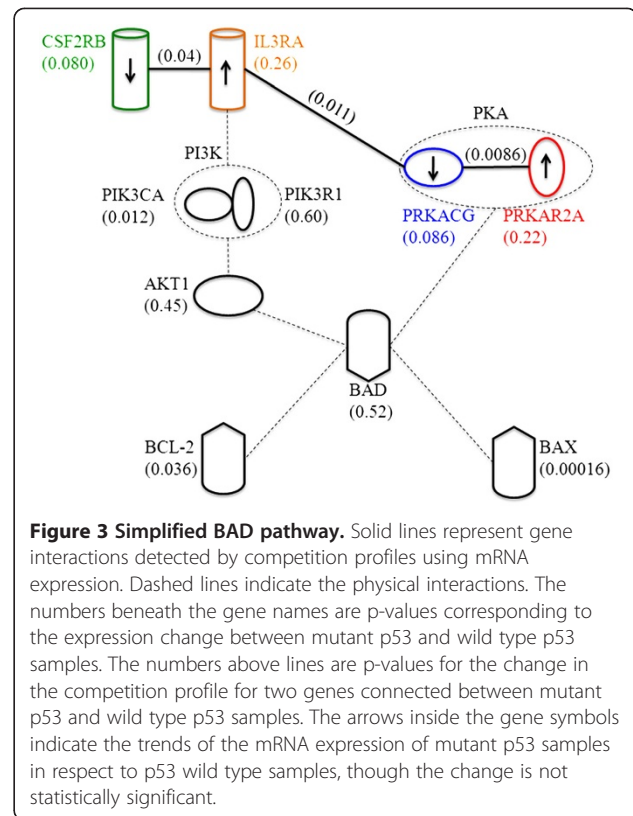 CSF2RB
(0.080)
(0.04)
IL3RA
(0.26)
(0.011)
PKA
(0.0086)
PRKACG
(0.086)
PRKAR2A
(0.22)
PI3K
PIK3CA
(0.012)
PIK3R1
(0.60)
AKT1
(0.45)
BAD
(0.52)
BCL-2
(0.036)
BAX
(0.00016)
Figure 3 Simplified BAD pathway. Solid lines represent gene
interactions detected by competition profiles using mRNA
expression. Dashed lines indicate the physical interactions. The
numbers beneath the gene names are p-values corresponding to
the expression change between mutant p53 and wild type p53
samples. The numbers above lines are p-values for the change in
the competition profile for two genes connected between mutant
p53 and wild type p53 samples. The arrows inside the gene symbols
indicate the trends of the mRNA expression of mutant p53 samples
in respect to p53 wild type samples, though the change is not
statistically significant.